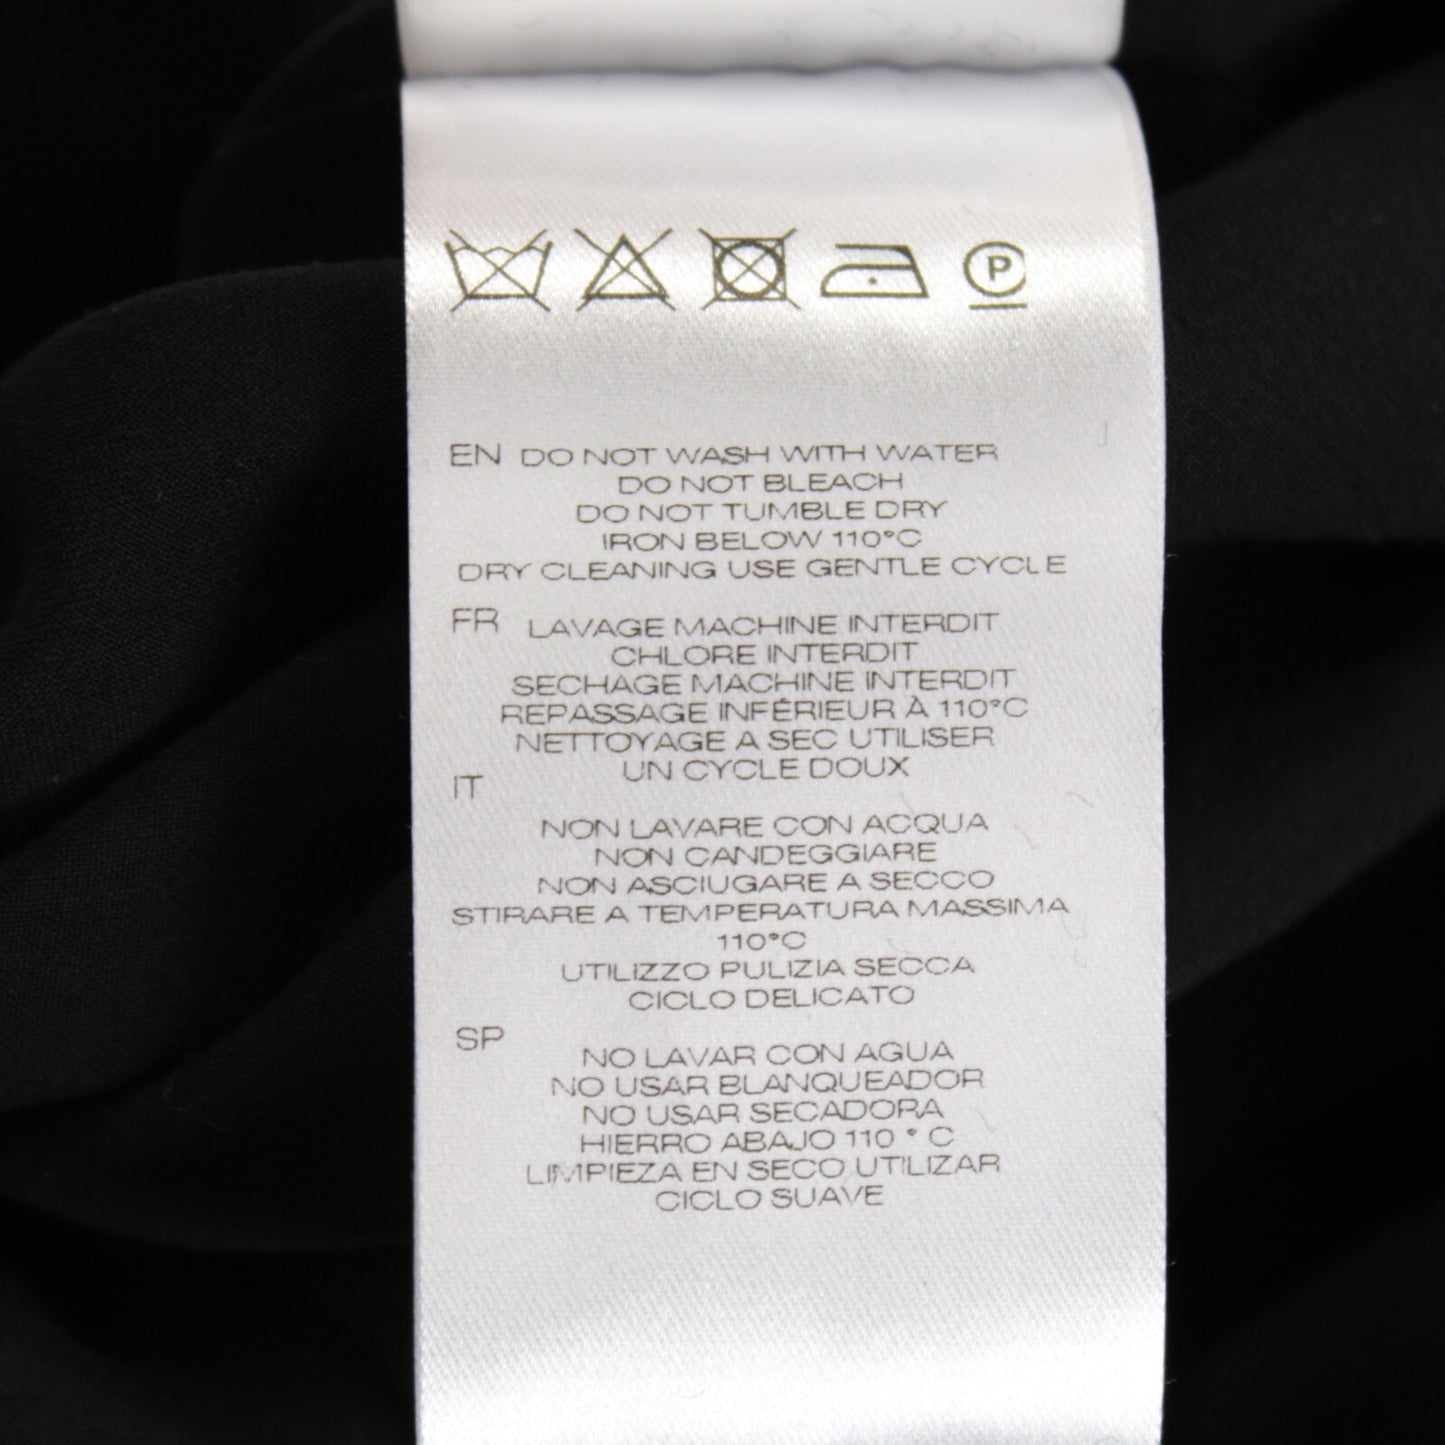 P
EN DO NOT WASH WITH WATER
DO NOT BLEACH
DO NOT TUMBLE DRY
IRON BELOW 110°C
DRY CLEANING USE GENTLE CYCLE
FR LAVAGE MACHINE INTERDIT
CHLORE INTERDIT
SECHAGE MACHINE INTERDIT
REPASSAGE INFÉRIEUR À 110°C
NETTOYAGE A SEC UTILISER
UN CYCLE DOUX
IT
NON LAVARE CON ACQUA
NON CANDEGGIARE
NON ASCIUGARE A SECCO
STIRARE A TEMPERATURA MASSIMA
110°C
UTILIZZO PULIZIA SECCA
CICLO DELICATO
SP
NO LAVAR CON AGUA
NO USAR BLANQUEADOR
NO USAR SECADORA
HIERRO ABAJO 110 ° C
LIMPIEZA EN SECO UTILIZAR
CICLO SUAVE